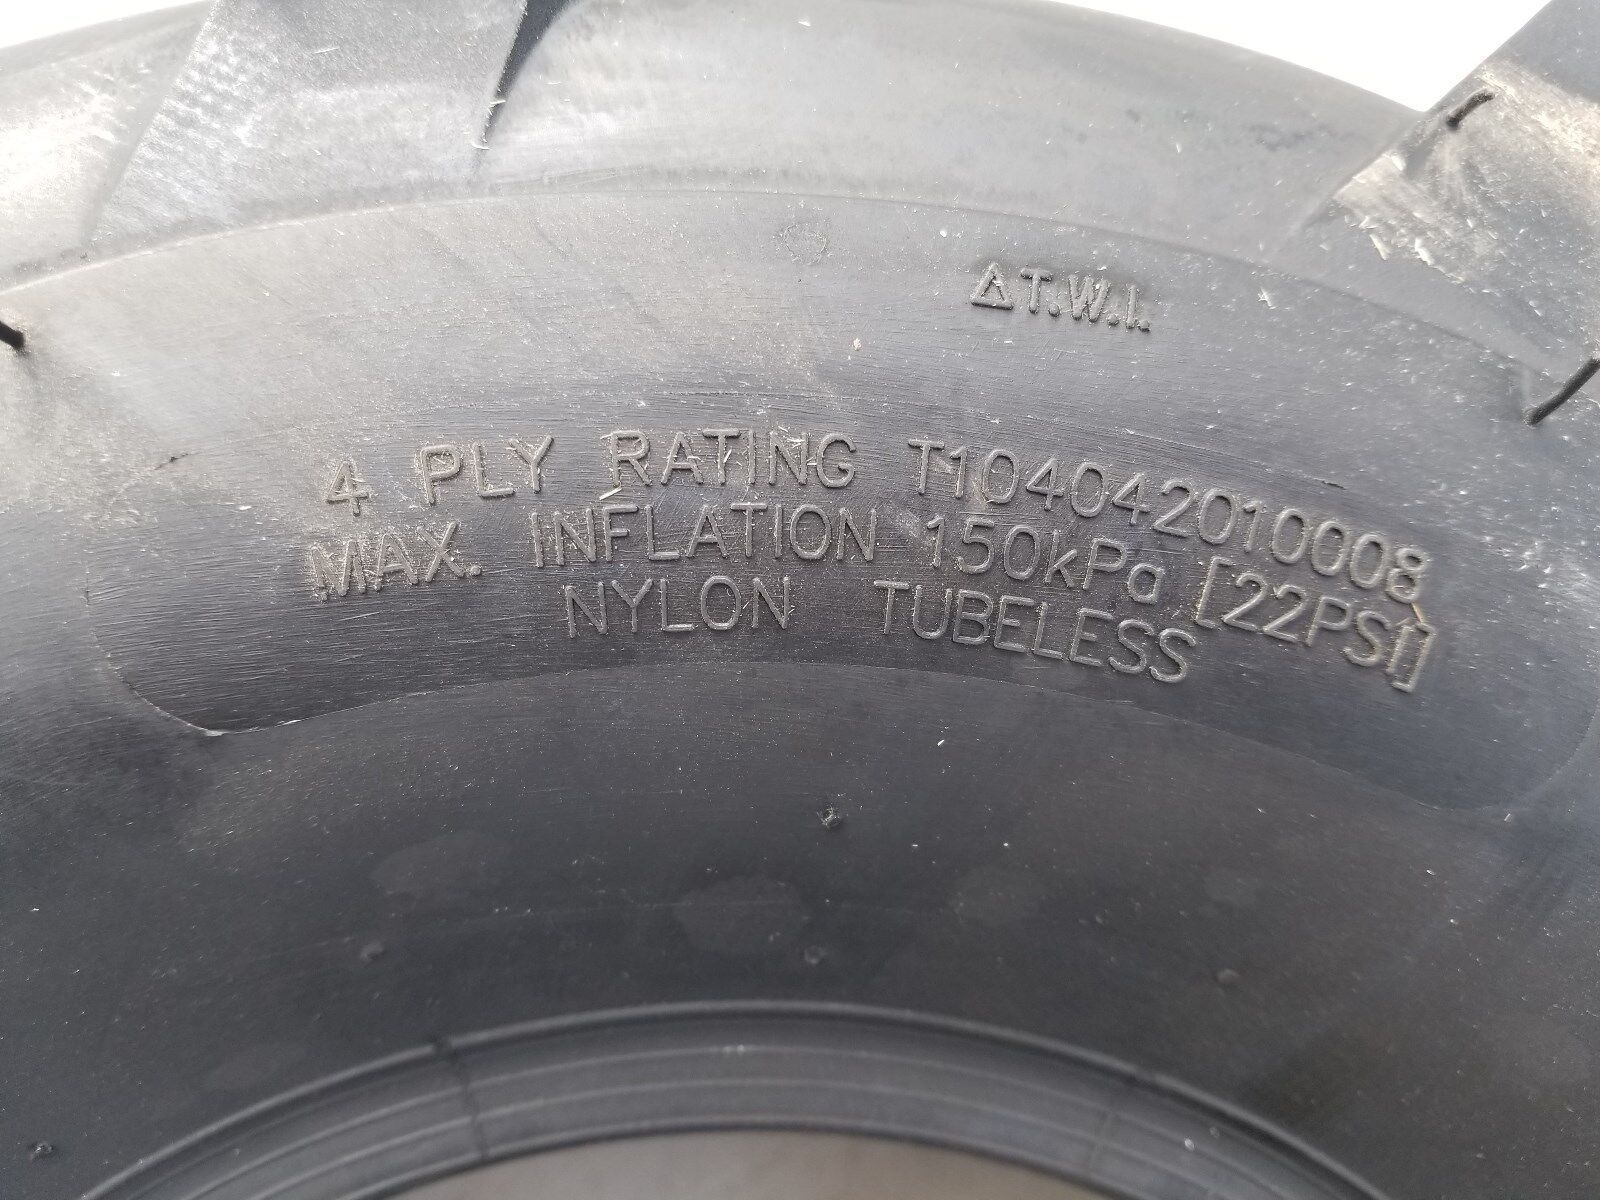 △T.W.I.
4 PLY RATING T104042010008
MAX. INFLATION 150kPa [22PSI]
NYLON TUBELESS